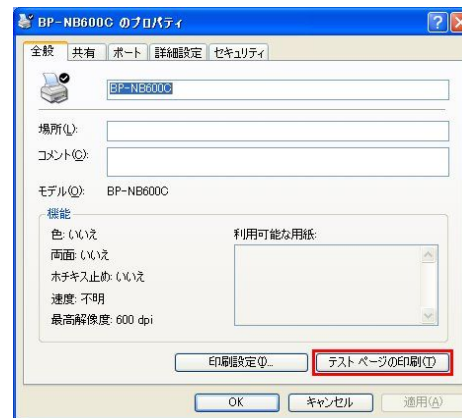 BP-NB600C のプロパティ
全般 共有 ポート 詳細設定 セキュリティ
BP-NB600C
場所(L):
コメント(C):
モデル(O): BP-NB600C
機能
色: いいえ 利用可能な用紙:
両面: いいえ
ホチキス止め: いいえ
速度: 不明
最高解像度: 600 dpi
印刷設定(I)... テスト ページの印刷(T)
OK キャンセル 適用(A)